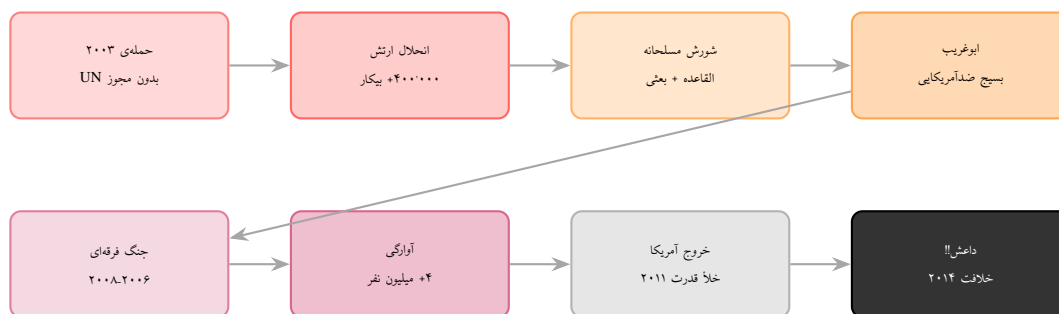 حمله‌ی ۲۰۰۳
بدون مجوز UN
انحلال ارتش
۴۰۰٬۰۰۰+ بیکار
شورش مسلحانه
القاعده + بعثی
ابوغریب
بسیج ضدآمریکایی
جنگ فرقه‌ای
۲۰۰۶–۲۰۰۸
آوارگی
۴+ میلیون نفر
خروج آمریکا
خلأ قدرت ۲۰۱۱
داعش!!
خلافت ۲۰۱۴